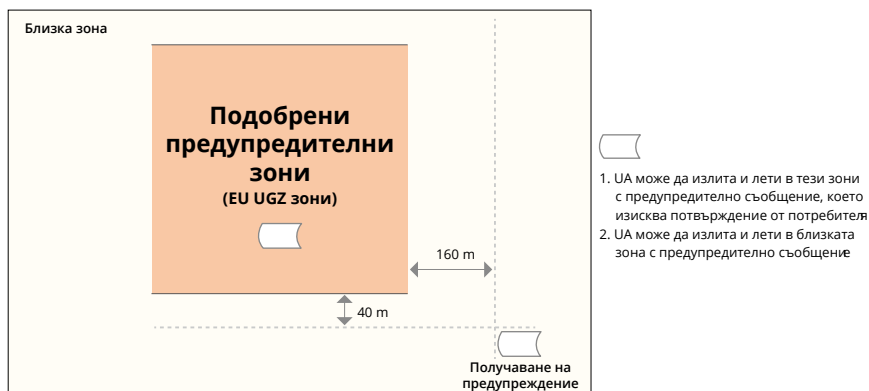 Близка зона
Подобрени
предупредителни
зони
(EU UGZ зони)
160 m
40 m
Получаване на
предупреждение
1. UA може да излита и лети в тези зони
с предупредително съобщение, което
изисква потвърждение от потребителя
2. UA може да излита и лети в близката
зона с предупредително съобщение